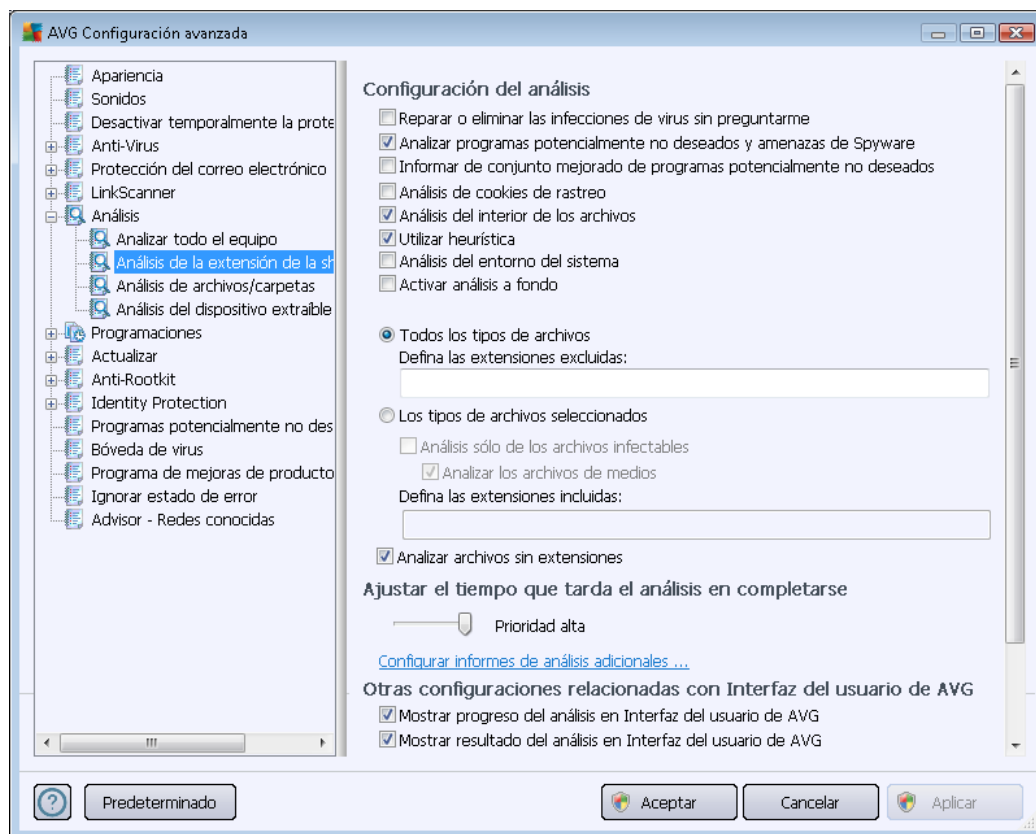 AVG Configuración avanzada
Apariencia
Sonidos
Desactivar temporalmente la prote
Anti-Virus
Protección del correo electrónico
LinkScanner
Análisis
Analizar todo el equipo
Análisis de la extensión de la sh
Análisis de archivos/carpetas
Análisis del dispositivo extraíble
Programaciones
Actualizar
Anti-Rootkit
Identity Protection
Programas potencialmente no des
Bóveda de virus
Programa de mejoras de producto
Ignorar estado de error
Advisor - Redes conocidas
Configuración del análisis
Reparar o eliminar las infecciones de virus sin preguntarme
Analizar programas potencialmente no deseados y amenazas de Spyware
Informar de conjunto mejorado de programas potencialmente no deseados
Análisis de cookies de rastreo
Análisis del interior de los archivos
Utilizar heurística
Análisis del entorno del sistema
Activar análisis a fondo
Todos los tipos de archivos
Defina las extensiones excluidas:
Los tipos de archivos seleccionados
Análisis sólo de los archivos infectables
Analizar los archivos de medios
Defina las extensiones incluidas:
Analizar archivos sin extensiones
Ajustar el tiempo que tarda el análisis en completarse
Prioridad alta
Configurar informes de análisis adicionales ...
Otras configuraciones relacionadas con Interfaz del usuario de AVG
Mostrar progreso del análisis en Interfaz del usuario de AVG
Mostrar resultado del análisis en Interfaz del usuario de AVG
Predeterminado
Aceptar
Cancelar
Aplicar